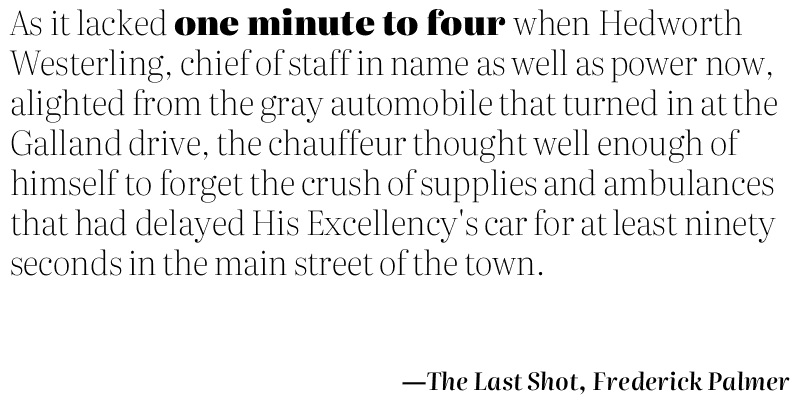 As it lacked one minute to four when Hedworth
Westerling, chief of staff in name as well as power now,
alighted from the gray automobile that turned in at the
Galland drive, the chauffeur thought well enough of
himself to forget the crush of supplies and ambulances
that had delayed His Excellency's car for at least ninety
seconds in the main street of the town.
—The Last Shot, Frederick Palmer